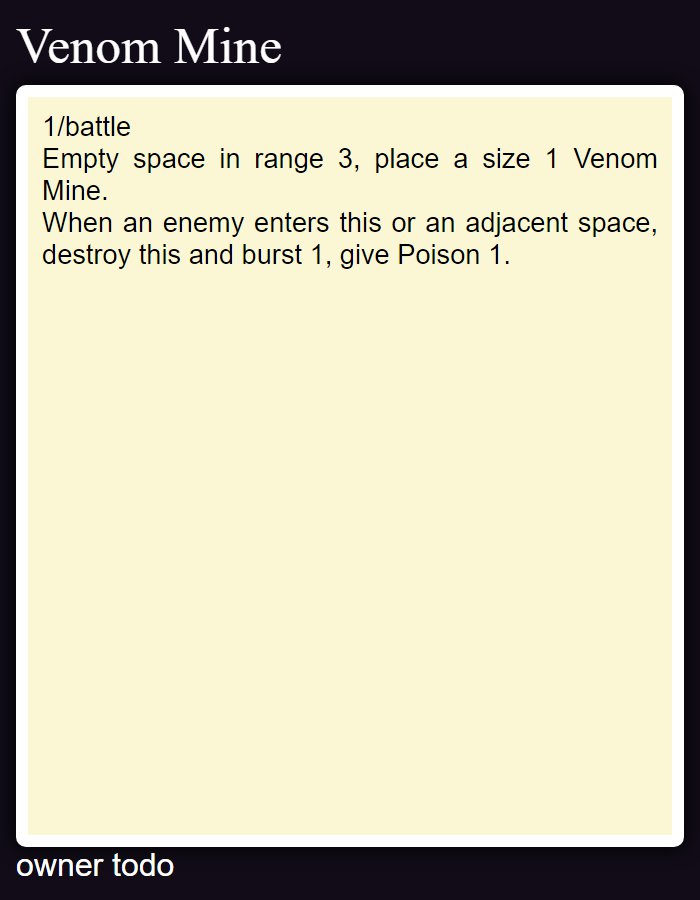 Venom Mine
1/battle
Empty space in range 3, place a size 1 Venom
Mine.
When an enemy enters this or an adjacent space,
destroy this and burst 1, give Poison 1.
owner todo